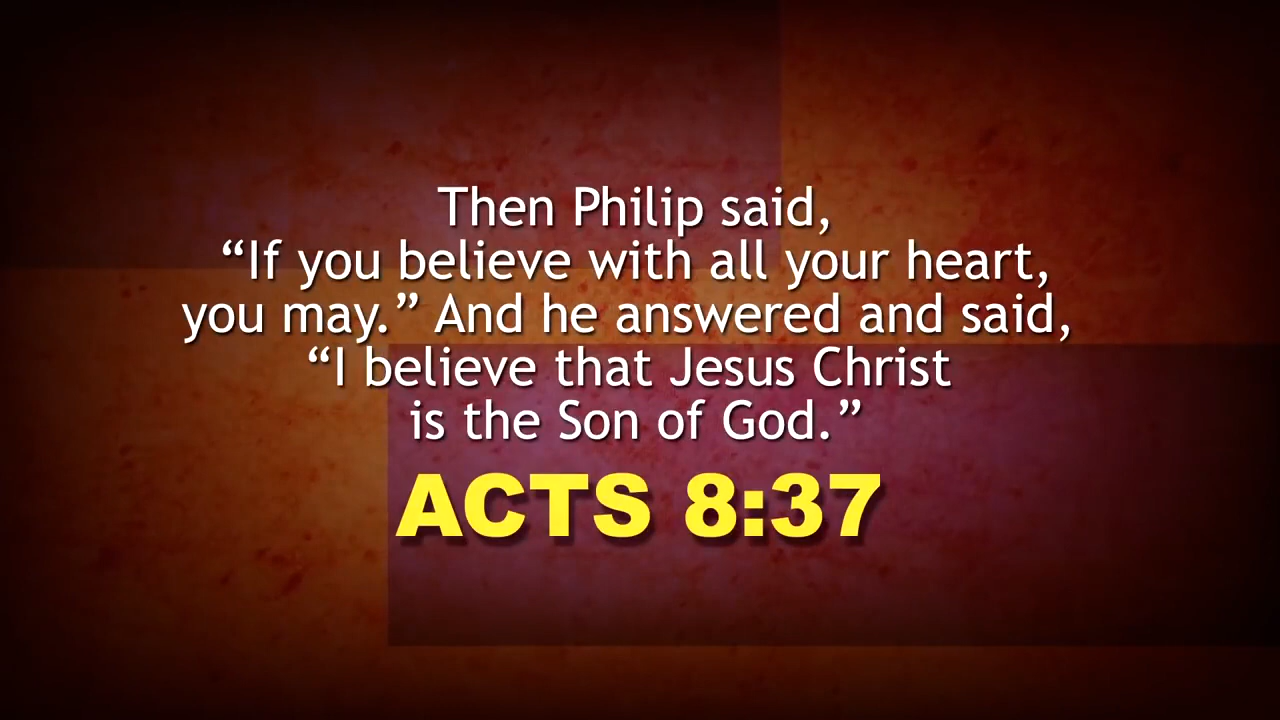 Then Philip said,
“If you believe with all your heart,
you may.” And he answered and said,
“I believe that Jesus Christ
is the Son of God.”
ACTS 8:37